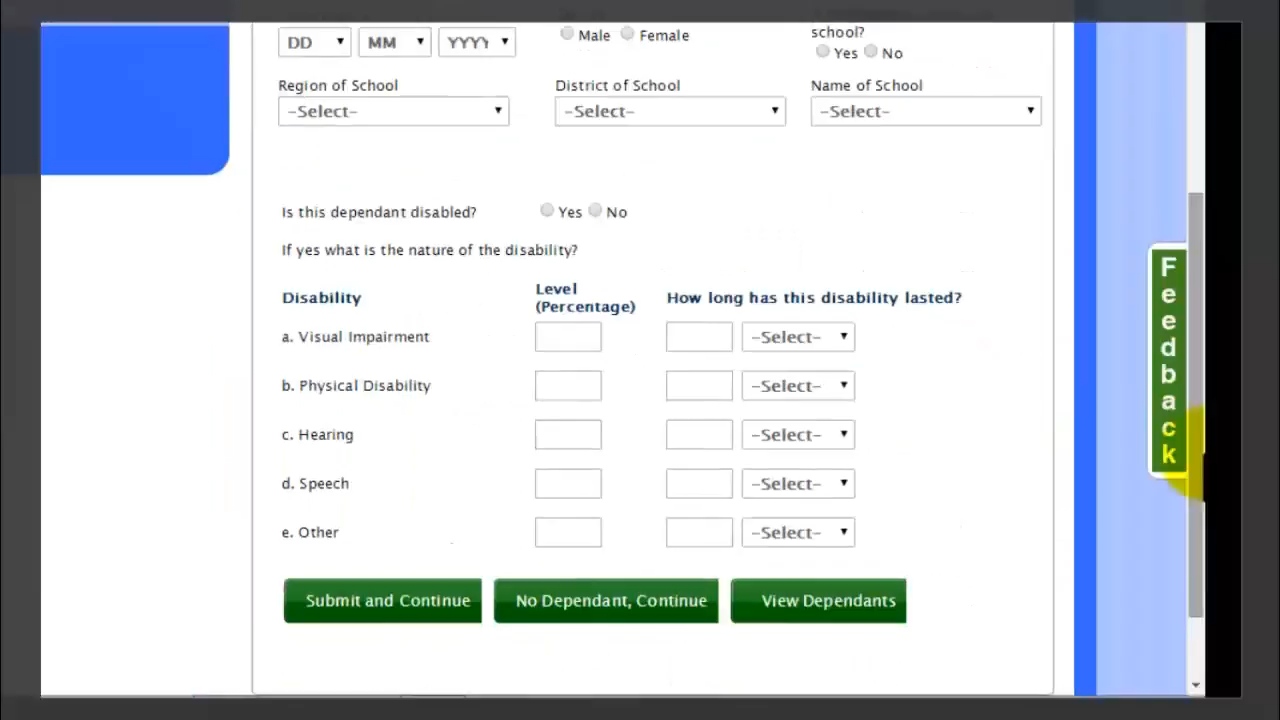 DD MM YYYY Male Female school?
Yes No
Region of School District of School Name of School
-Select- -Select- -Select-
Is this dependant disabled? Yes No
If yes what is the nature of the disability?
Disability Level (Percentage) How long has this disability lasted?
a. Visual Impairment -Select-
b. Physical Disability -Select-
c. Hearing -Select-
d. Speech -Select-
e. Other -Select-
Submit and Continue No Dependant, Continue View Dependants
Feedback